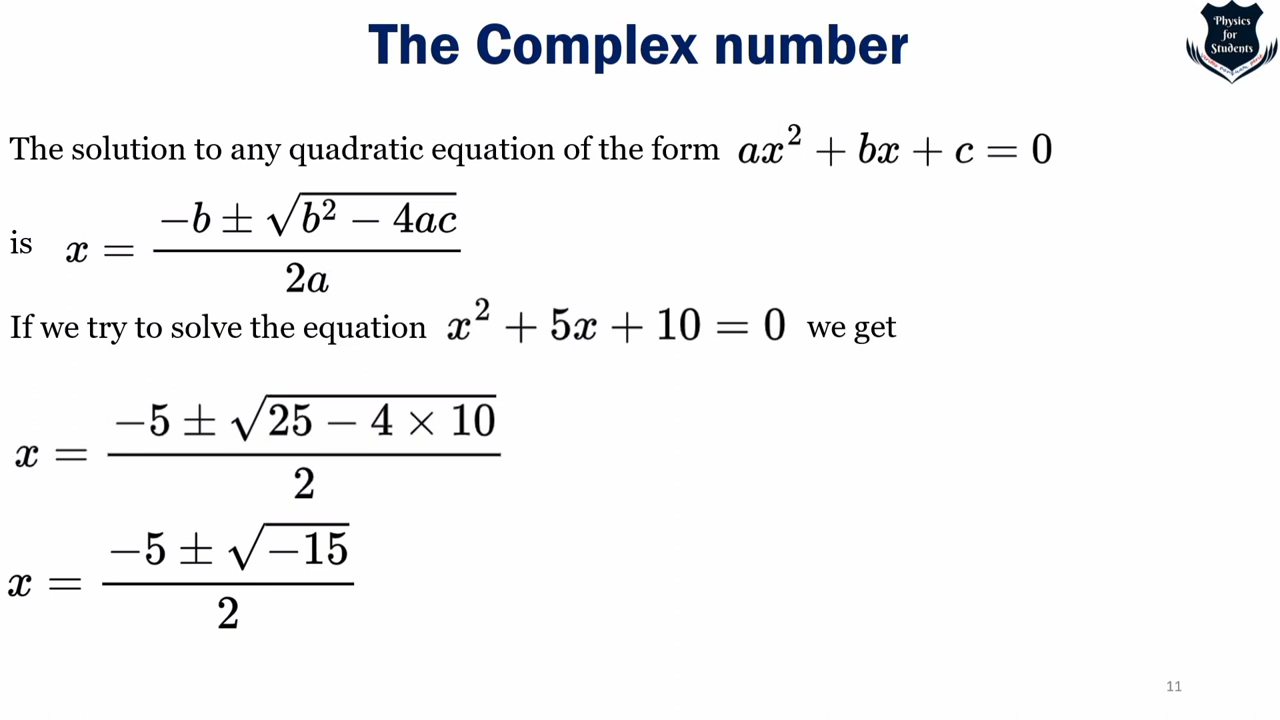 The Complex number
Physics
for
Students
The solution to any quadratic equation of the form ax² + bx + c = 0
is x = (−b ± √(b² − 4ac)) / 2a
If we try to solve the equation x² + 5x + 10 = 0 we get
x = (−5 ± √(25 − 4 × 10)) / 2
x = (−5 ± √(−15)) / 2
11